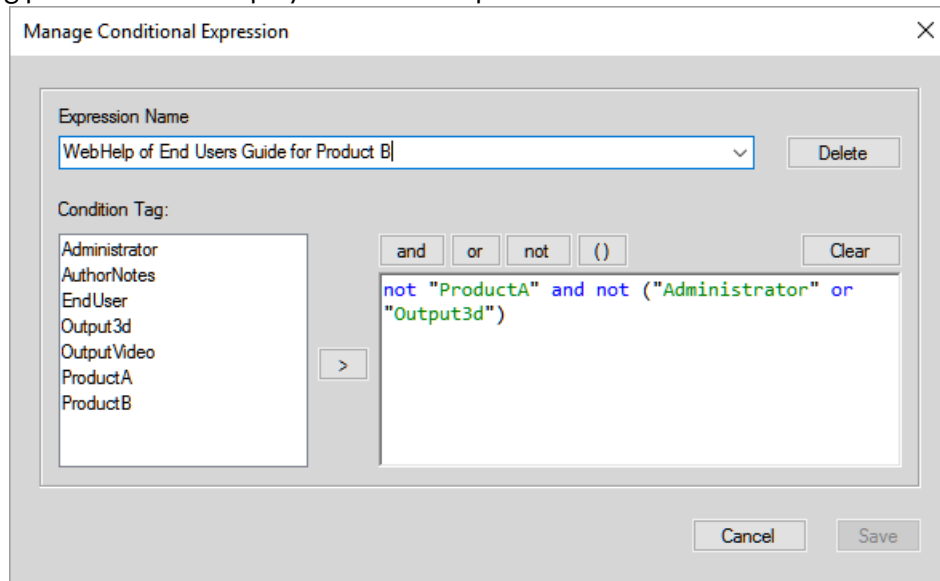 Manage Conditional Expression
Expression Name
WebHelp of End Users Guide for Product B
Delete
Condition Tag:
Administrator
AuthorNotes
EndUser
Output3d
OutputVideo
ProductA
ProductB
>
and or not () Clear
not "ProductA" and not ("Administrator" or
"Output3d")
Cancel Save